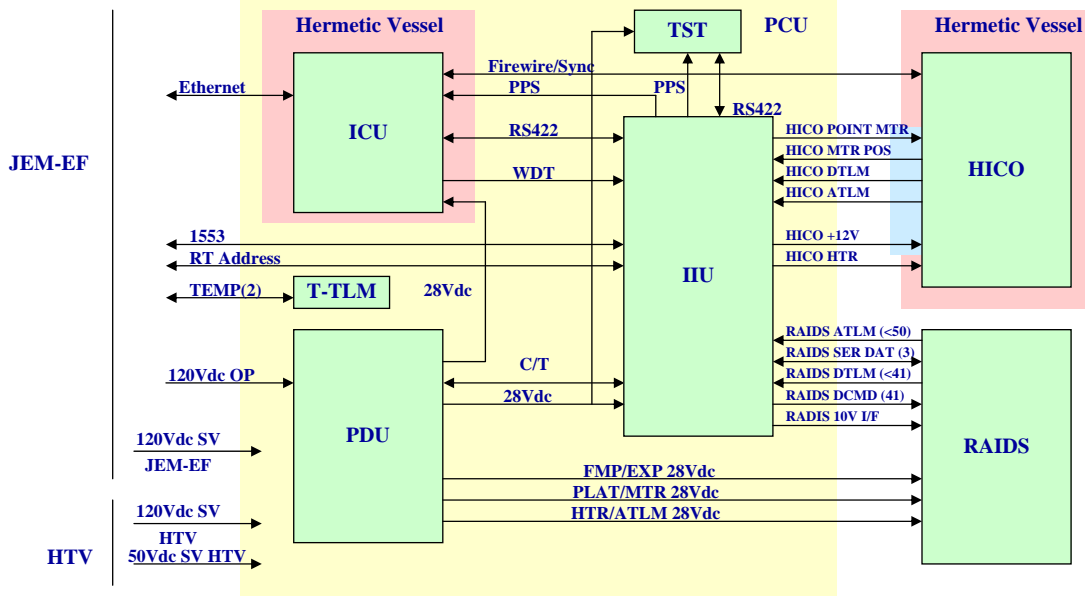 Hermetic Vessel
TST
PCU
Hermetic Vessel
Firewire/Sync
Ethernet
PPS
PPS
ICU
RS422
RS422
HICO POINT MTR
HICO MTR POS
HICO DTLM
HICO ATLM
HICO
JEM-EF
WDT
1553
HICO +12V
RT Address
HICO HTR
IIU
TEMP(2)
T-TLM
28Vdc
RAIDS ATLM (<50)
RAIDS SER DAT (3)
RAIDS DTLM (<41)
RAIDS DCMD (41)
RADIS 10V I/F
C/T
120Vdc OP
28Vdc
PDU
RAIDS
120Vdc SV
JEM-EF
FMP/EXP 28Vdc
PLAT/MTR 28Vdc
HTR/ATLM 28Vdc
120Vdc SV
HTV
HTV
50Vdc SV HTV